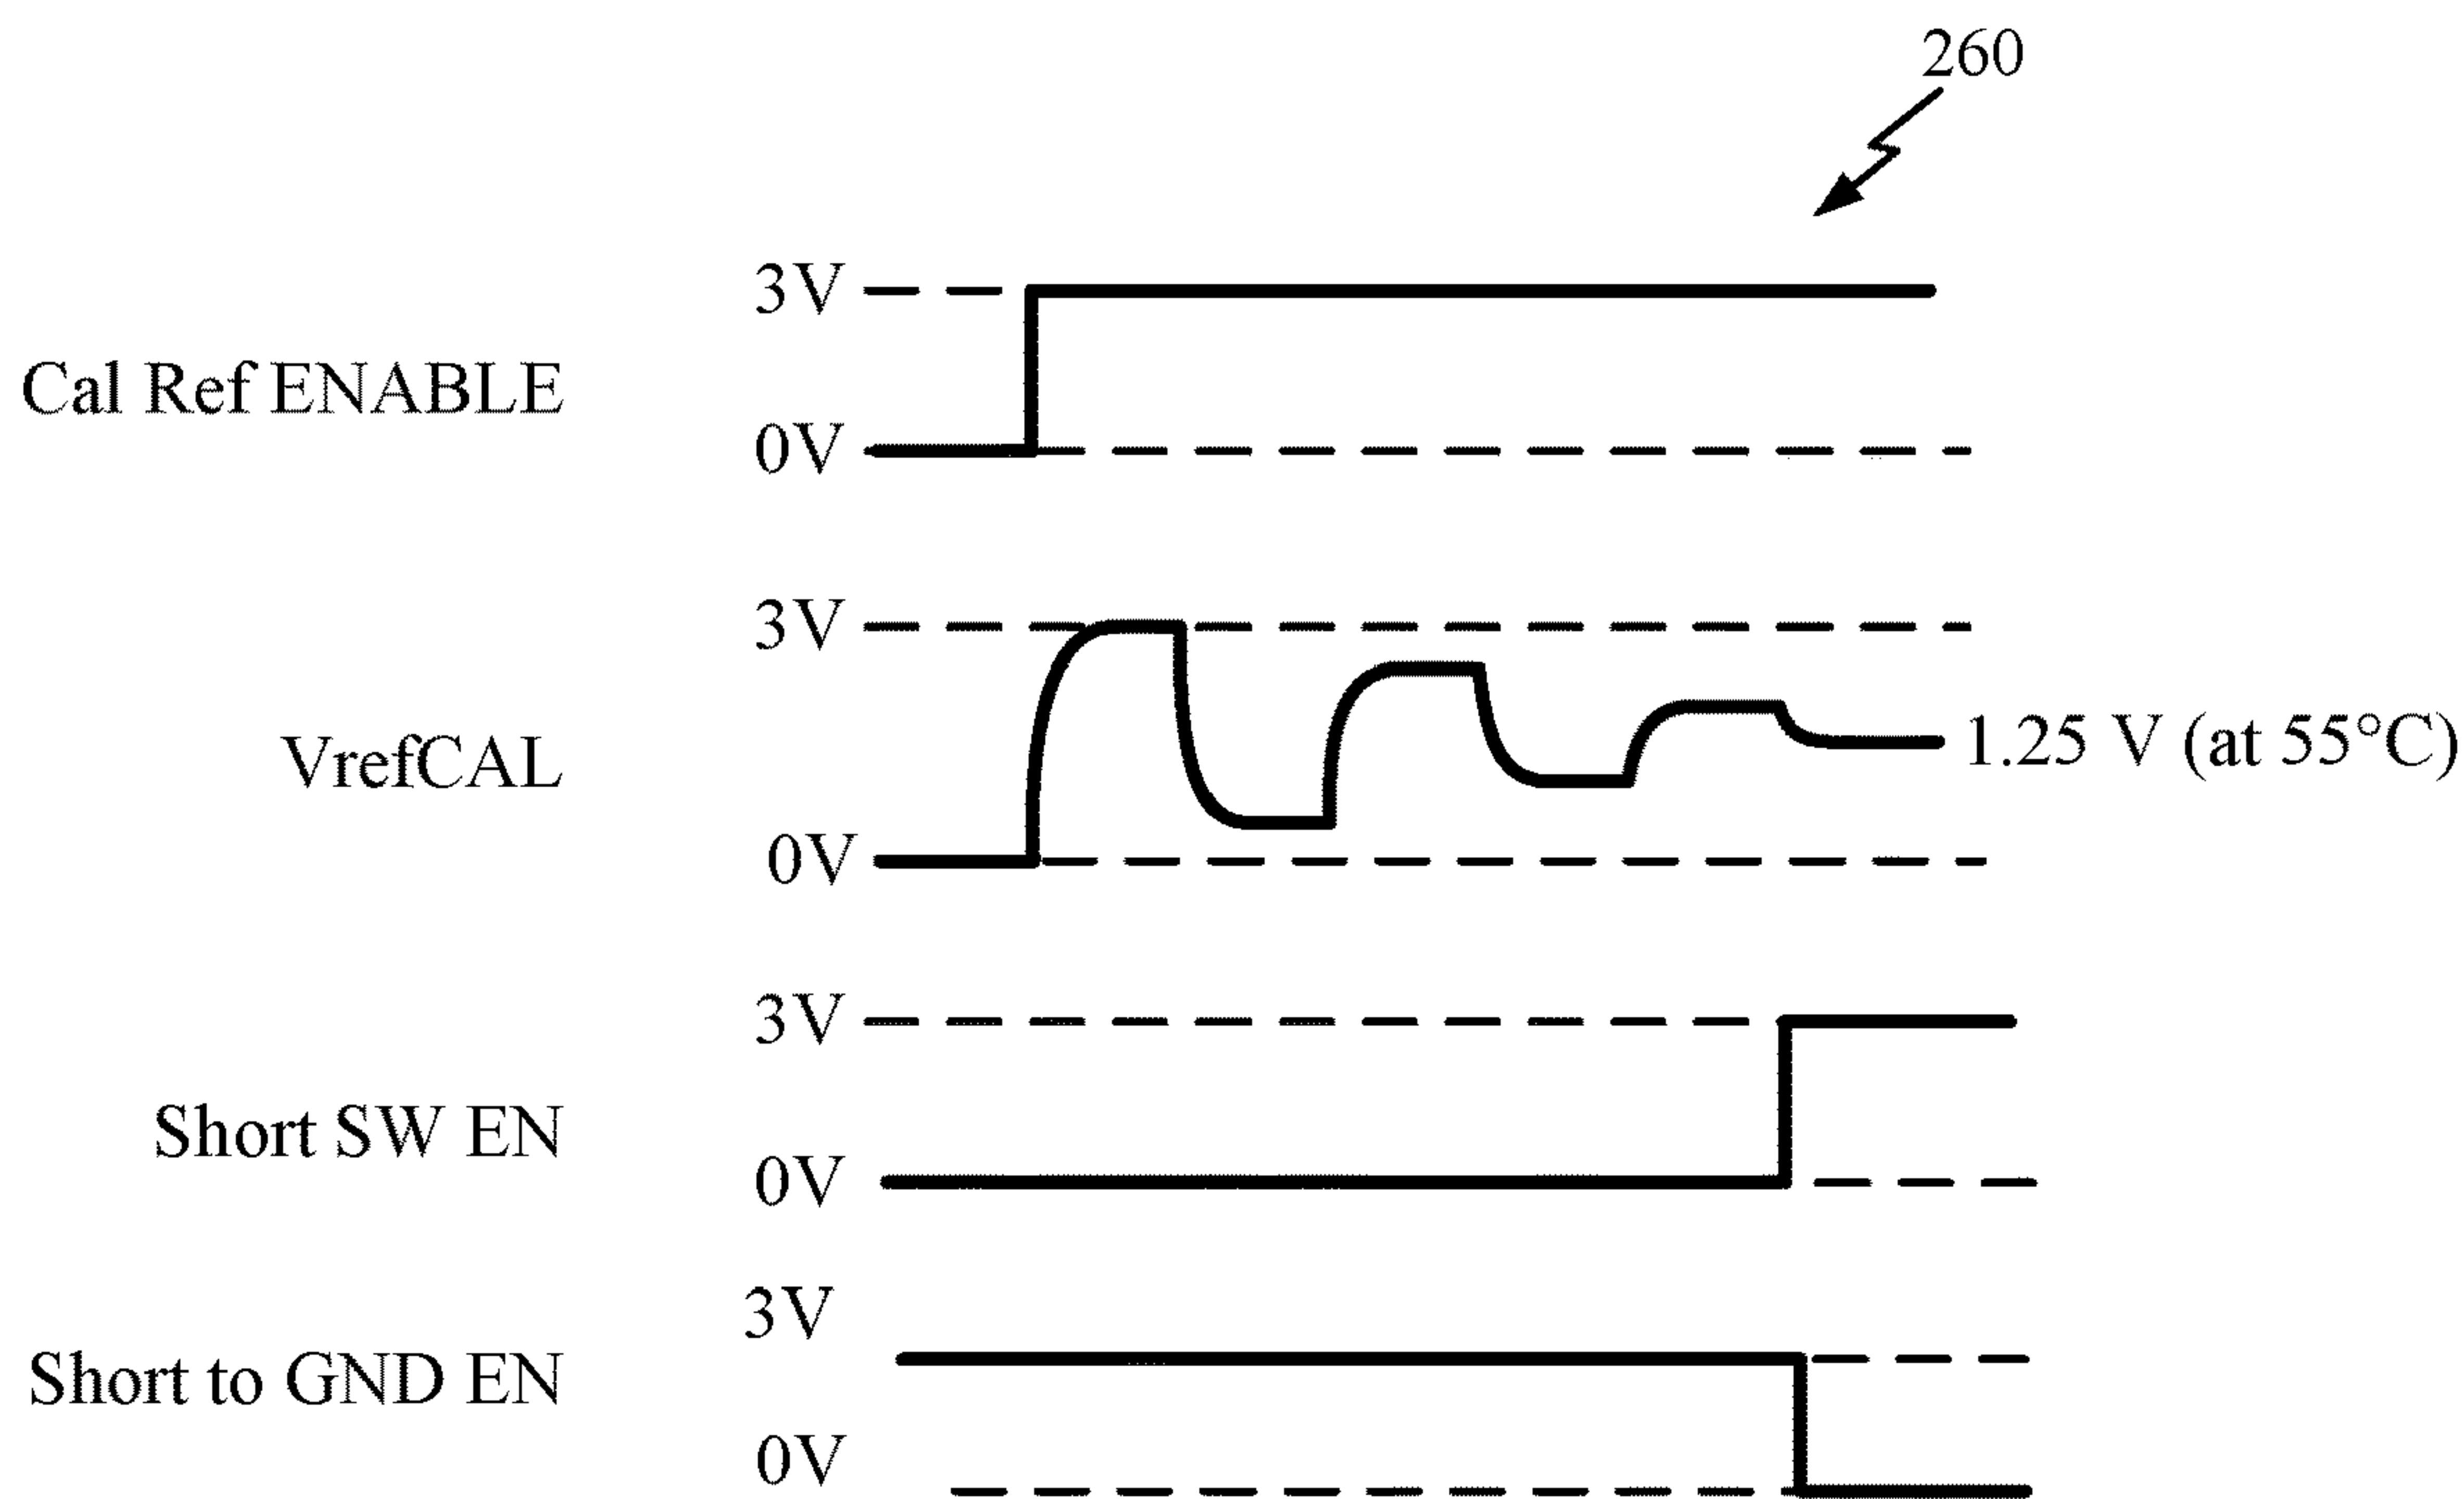 260
3V
Cal Ref ENABLE
0V
3V
VrefCAL
1.25 V (at 55°C)
0V
3V
Short SW EN
0V
3V
Short to GND EN
0V